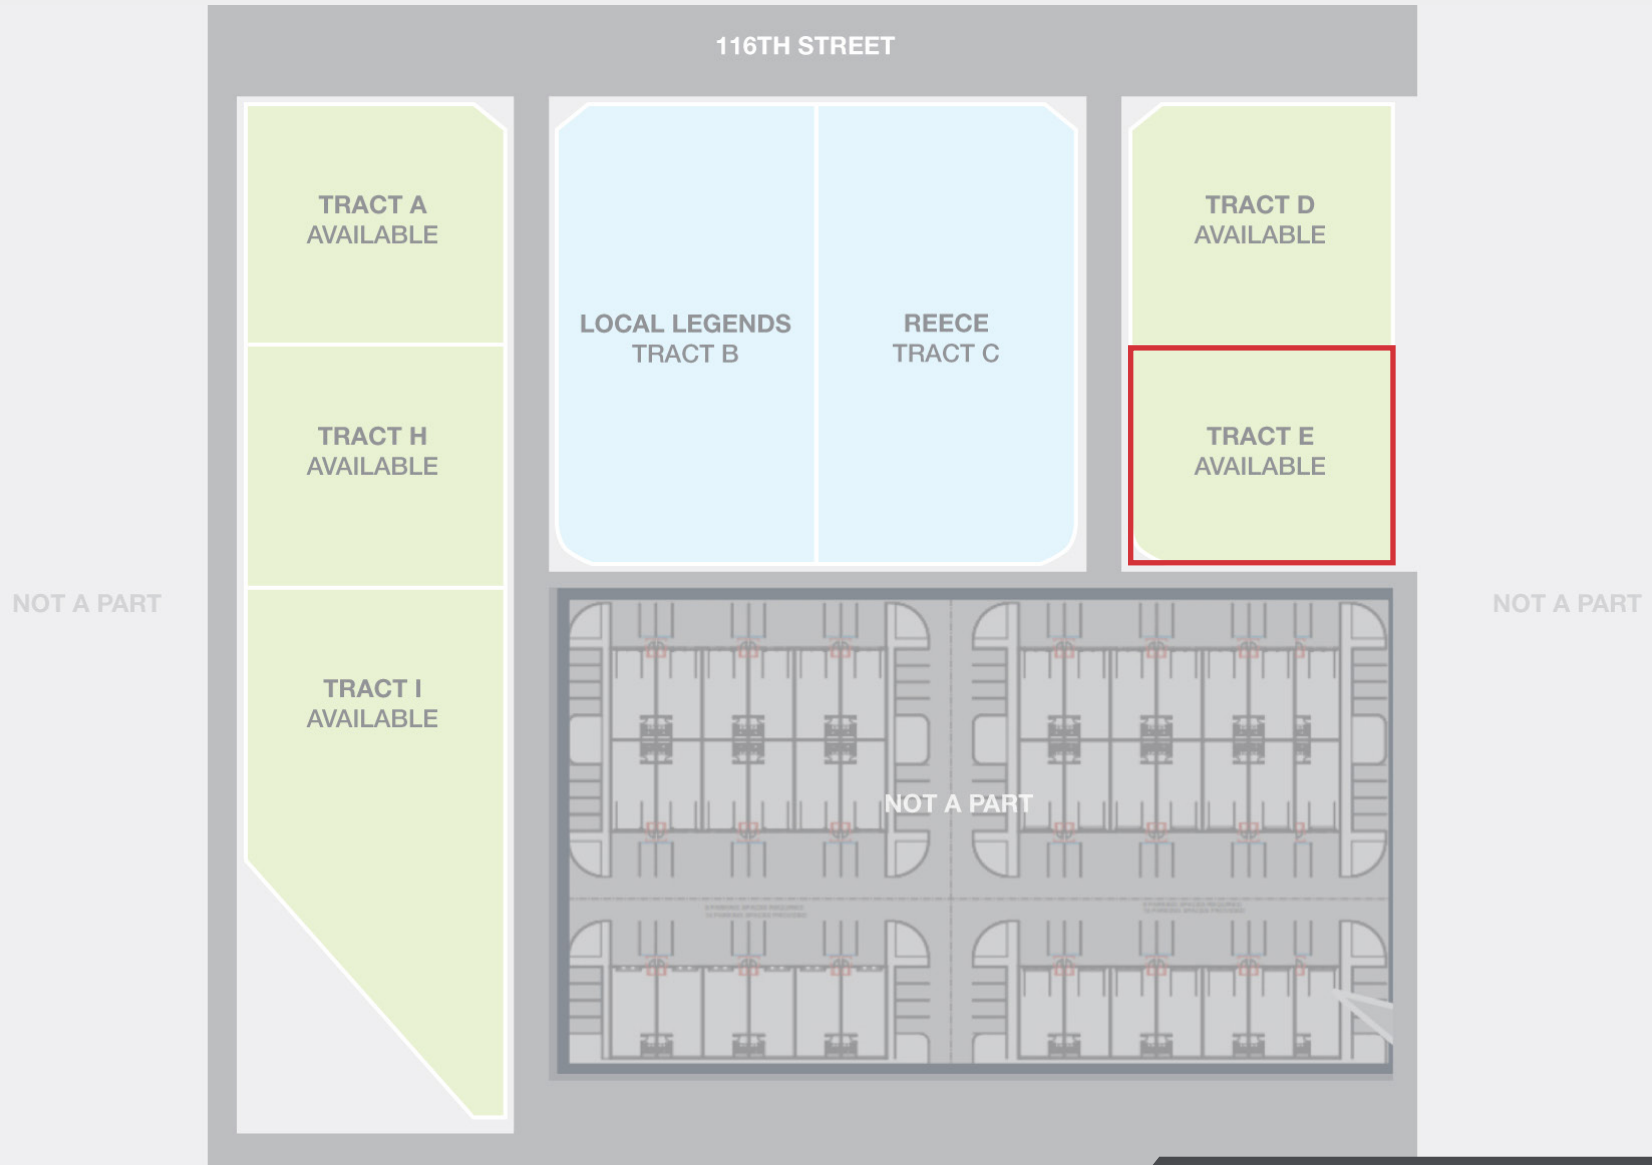 116TH STREET
TRACT A
AVAILABLE
LOCAL LEGENDS
TRACT B
REECE
TRACT C
TRACT D
AVAILABLE
TRACT H
AVAILABLE
TRACT E
AVAILABLE
NOT A PART
NOT A PART
TRACT I
AVAILABLE
NOT A PART